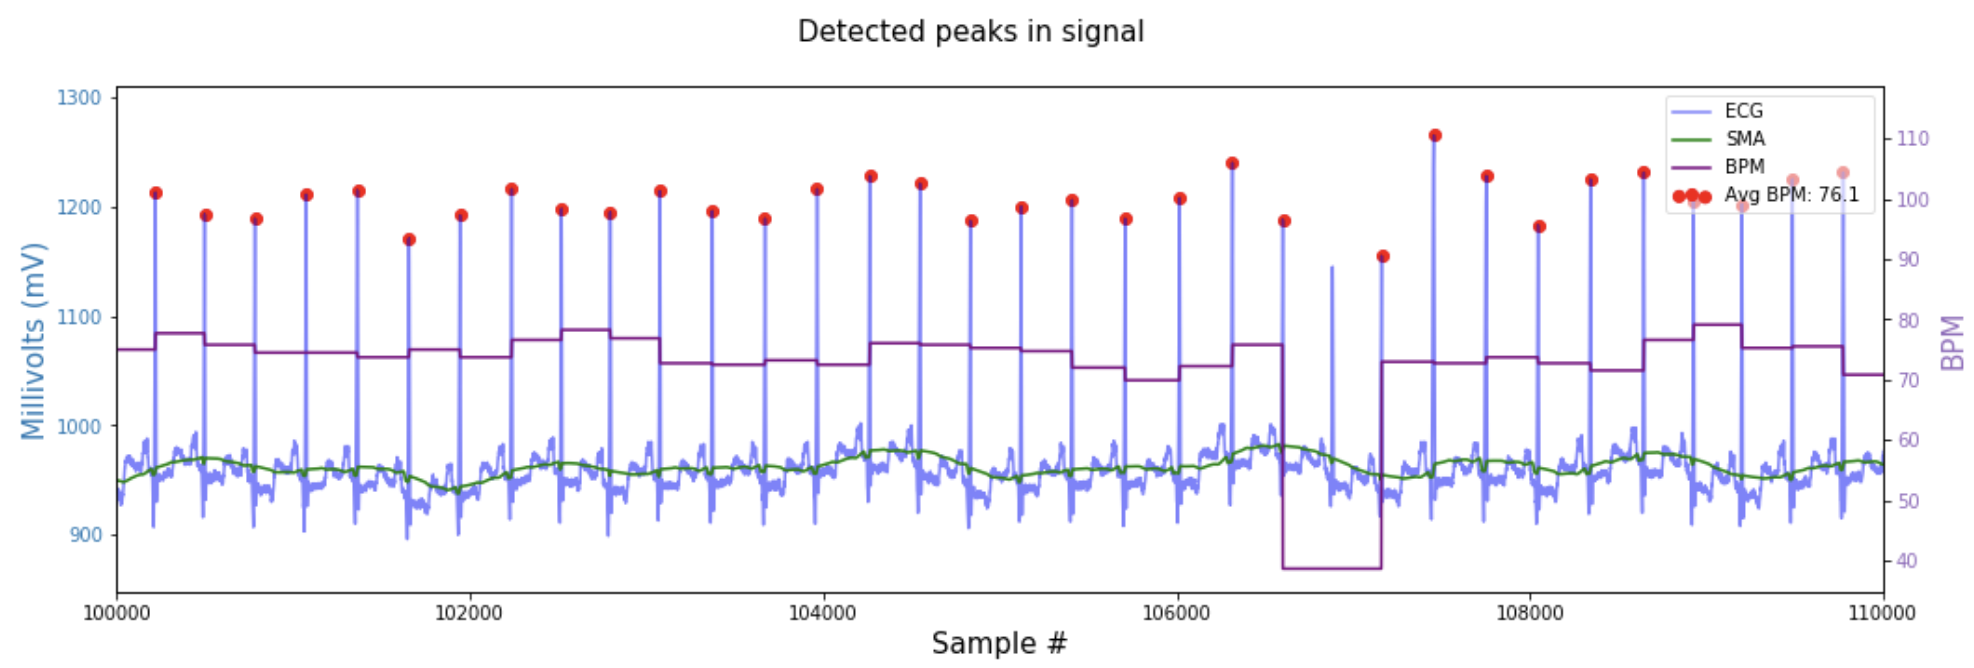 Detected peaks in signal
1300
1200
1100
1000
900
Millivolts (mV)
ECG
SMA
BPM
Avg BPM: 76.1
110
100
90
80
70
60
50
40
BPM
100000 102000 104000 106000 108000 110000
Sample #